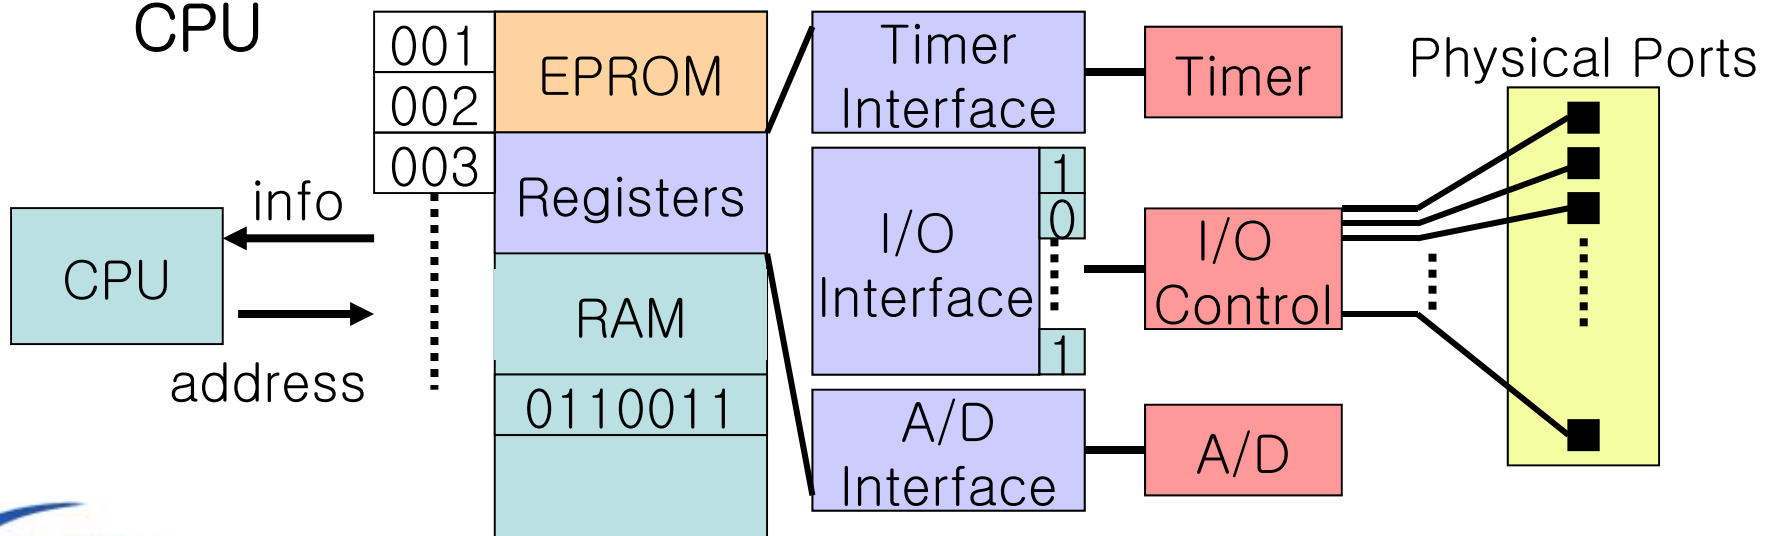 CPU
001
002
003
EPROM
Registers
RAM
0110011
info
CPU
address
Timer
Interface
Timer
I/O
Interface
1
0
1
I/O
Control
A/D
Interface
A/D
Physical Ports